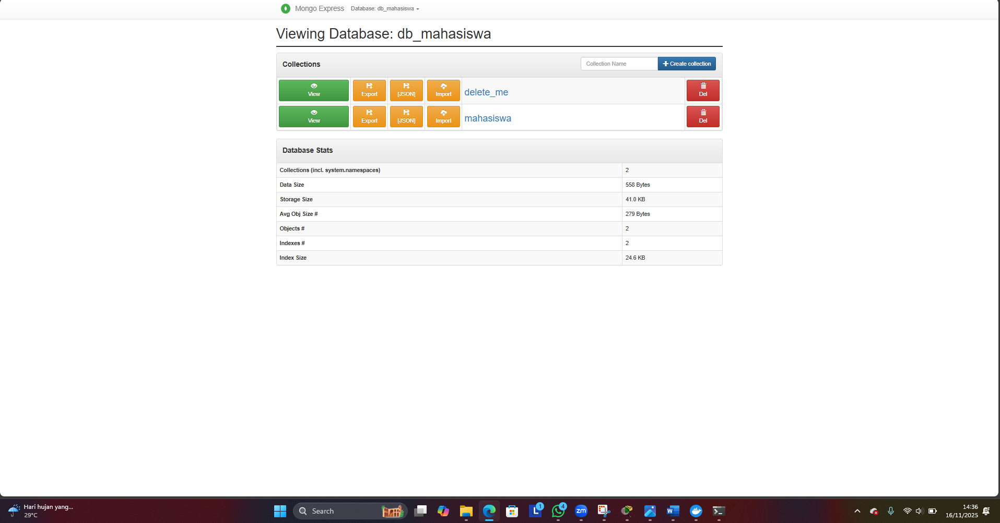 Mongo Express Database: db_mahasiswa
Viewing Database: db_mahasiswa
Collections
Collection Name
Create collection
View Export [JSON] Import delete_me Del
View Export [JSON] Import mahasiswa Del
Database Stats
Collections (incl. system.namespaces) 2
Data Size 558 Bytes
Storage Size 41.0 KB
Avg Obj Size # 279 Bytes
Objects # 2
Indexes # 2
Index Size 24.6 KB
Hari hujan yang...
29°C
Search
L 1
4
zm
W
14:36
16/11/2025